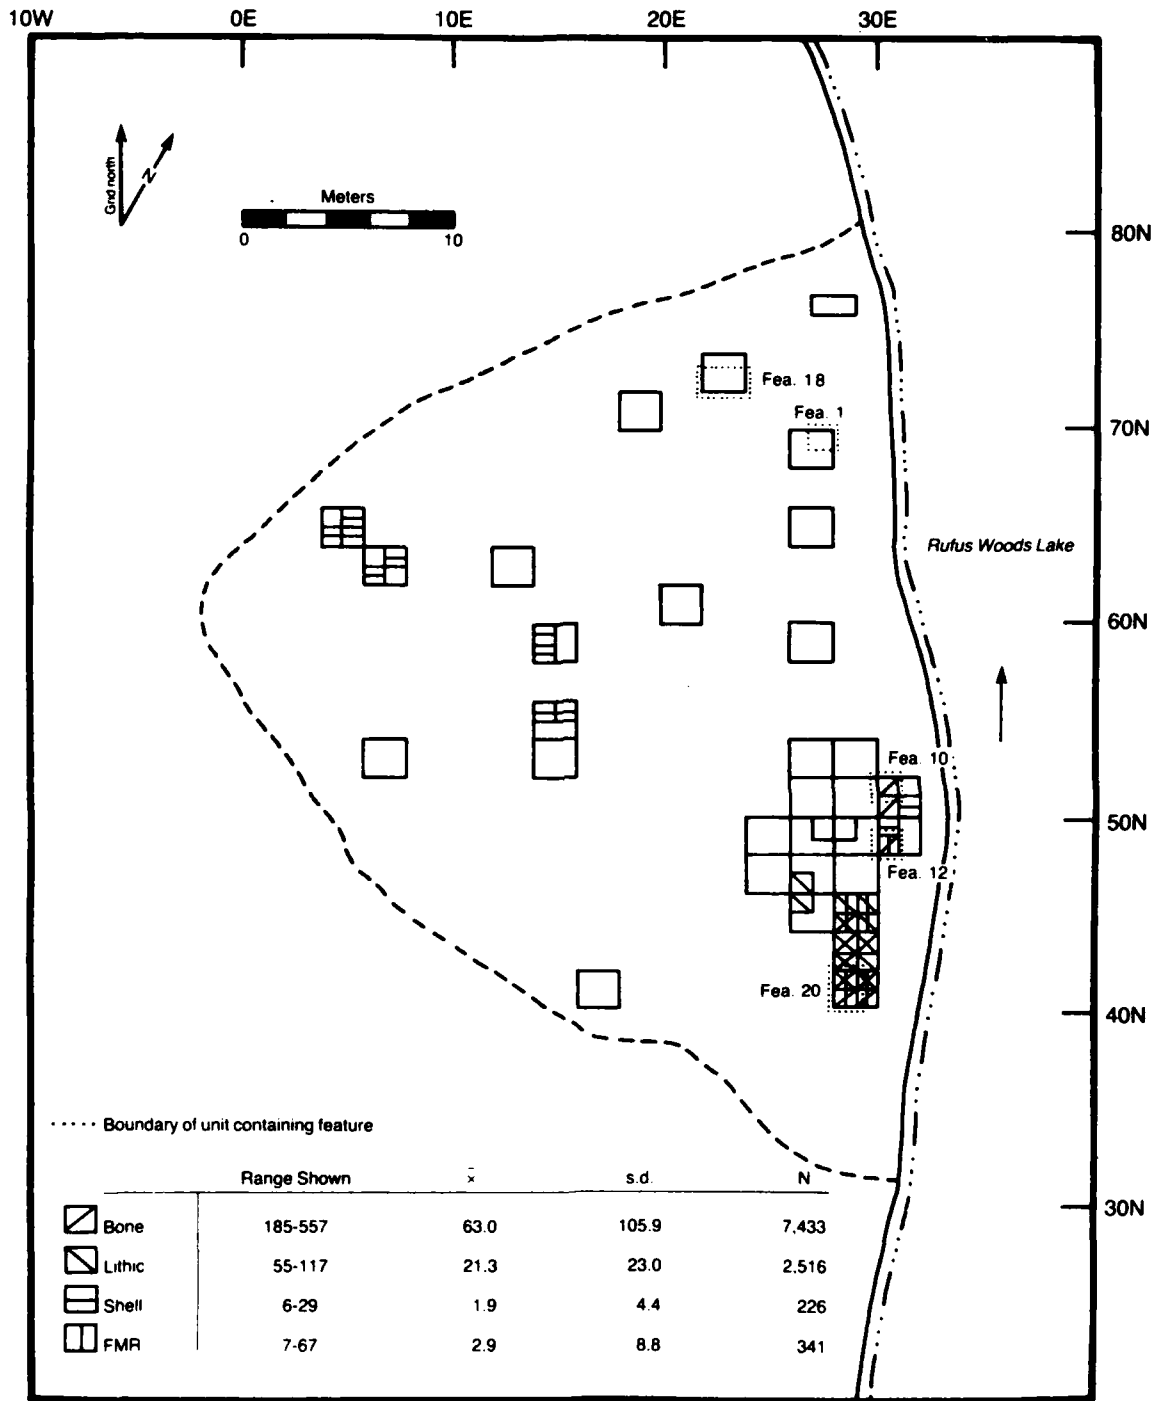 10W 0E 10E 20E 30E
Grid north
N
Meters
0 10
80N
Fea. 18
Fea. 1
70N
Rufus Woods Lake
60N
Fea. 10
50N
Fea. 12
Fea. 20
40N
····· Boundary of unit containing feature
Range Shown x̄ s.d. N
Bone 185-557 63.0 105.9 7,433
Lithic 55-117 21.3 23.0 2,516
Shell 6-29 1.9 4.4 226
FMR 7-67 2.9 8.8 341
30N